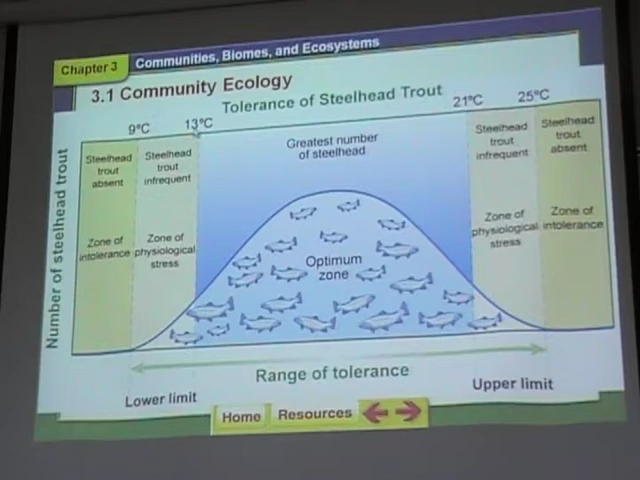 Chapter 3
Communities, Biomes, and Ecosystems
3.1 Community Ecology
Tolerance of Steelhead Trout
9°C
13°C
21°C
25°C
Steelhead
trout
absent
Steelhead
trout
infrequent
Greatest number
of steelhead
Steelhead
trout
infrequent
Steelhead
trout
absent
Number of steelhead trout
Zone of
intolerance
Zone of
physiological
stress
Optimum
zone
Zone of
physiological
stress
Zone of
intolerance
Range of tolerance
Lower limit
Upper limit
Home
Resources